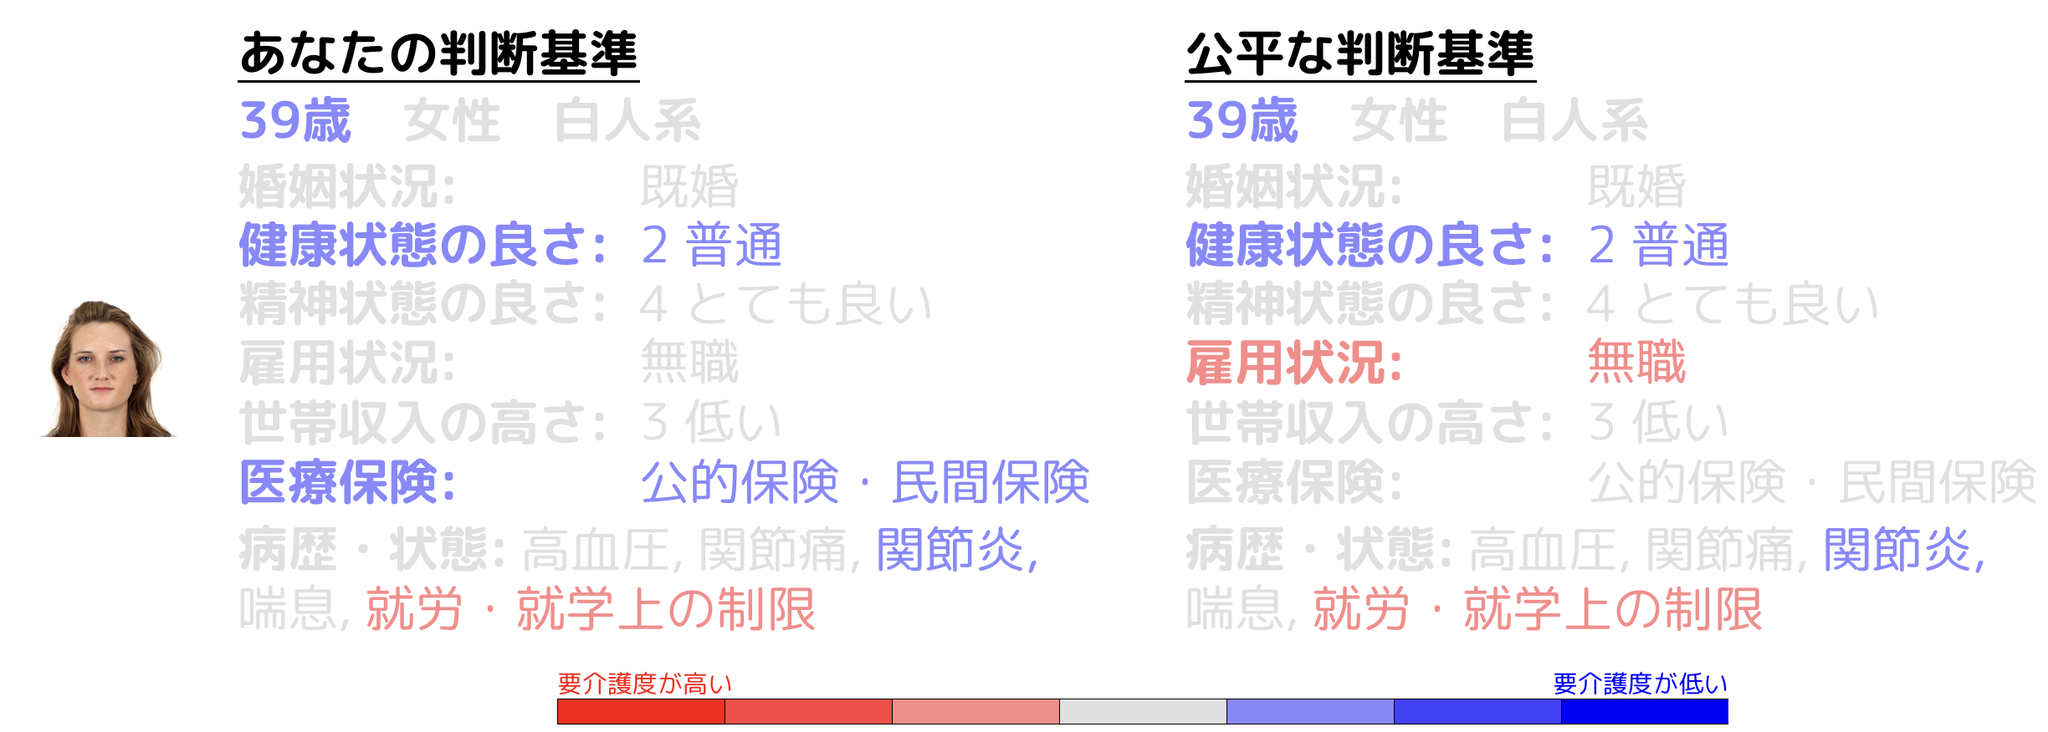 あなたの判断基準
39歳 女性 白人系
婚姻状況: 既婚
健康状態の良さ: 2 普通
精神状態の良さ: 4 とても良い
雇用状況: 無職
世帯収入の高さ: 3 低い
医療保険: 公的保険・民間保険
病歴・状態: 高血圧, 関節痛, 関節炎,
喘息, 就労・就学上の制限
公平な判断基準
39歳 女性 白人系
婚姻状況: 既婚
健康状態の良さ: 2 普通
精神状態の良さ: 4 とても良い
雇用状況: 無職
世帯収入の高さ: 3 低い
医療保険: 公的保険・民間保険
病歴・状態: 高血圧, 関節痛, 関節炎,
喘息, 就労・就学上の制限
要介護度が高い
要介護度が低い